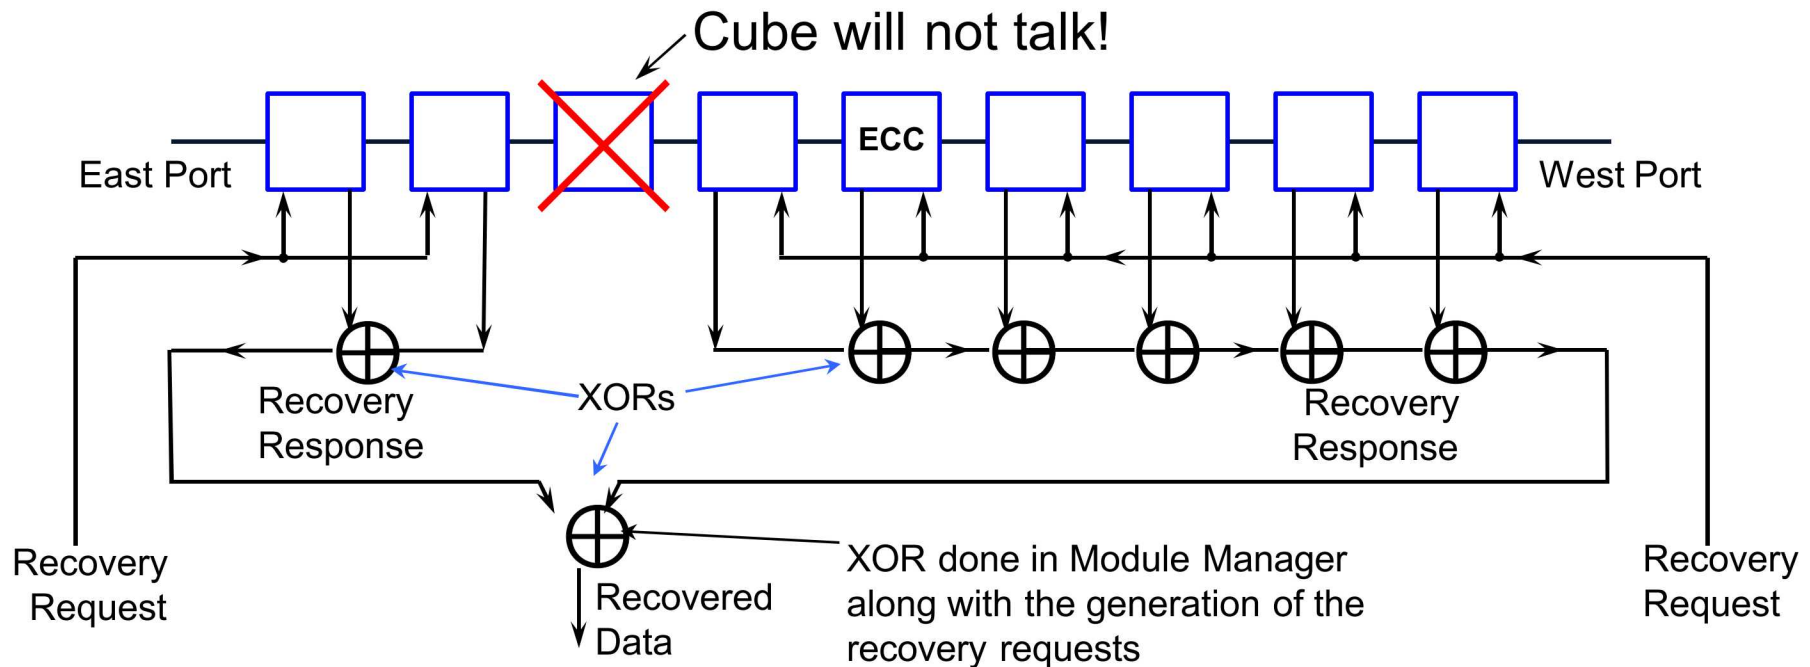 Cube will not talk!
ECC
East Port
West Port
XORs
Recovery
Response
Recovery
Response
Recovery
Request
XOR done in Module Manager
along with the generation of the
recovery requests
Recovery
Request
Recovered
Data